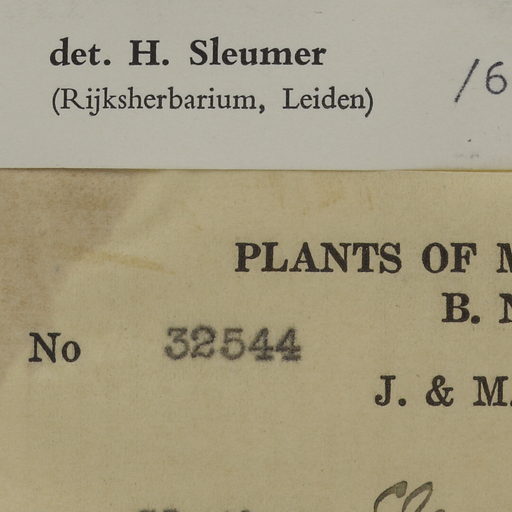 det. H. Sleumer
(Rijksherbarium, Leiden)
/6
PLANTS OF
B.
No 32544
J. & M.